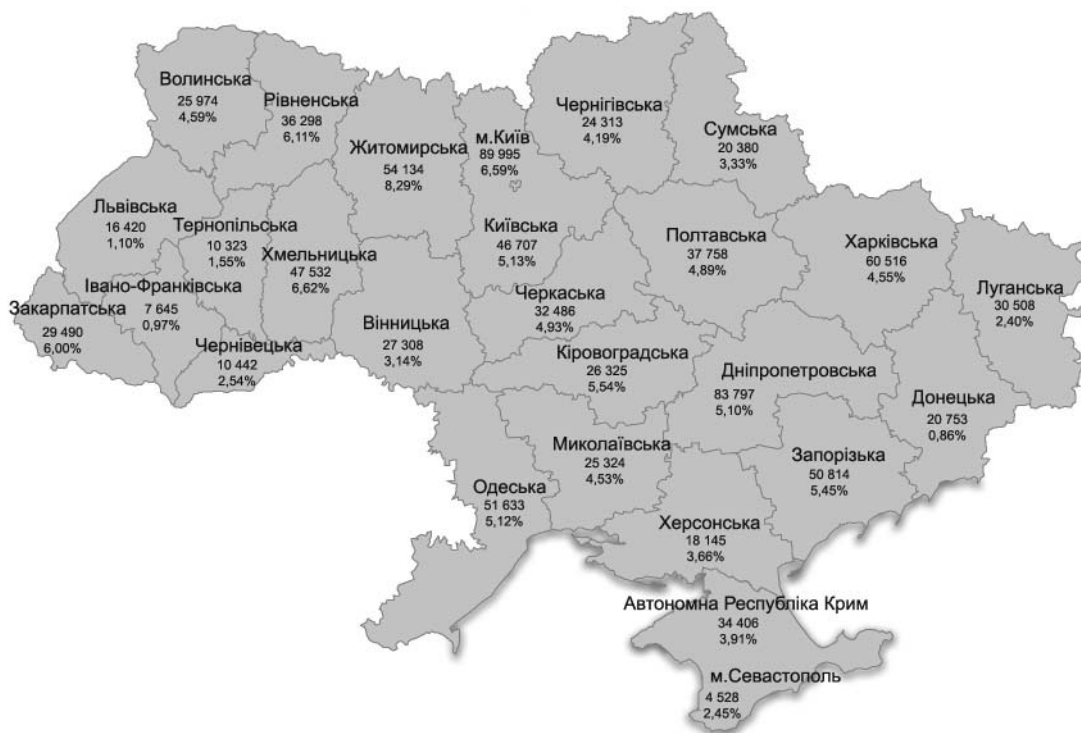 Волинська
25 974
4,59%
Рівненська
36 298
6,11%
Житомирська
54 134
8,29%
м.Київ
89 995
6,59%
Чернігівська
24 313
4,19%
Сумська
20 380
3,33%
Львівська
16 420
1,10%
Тернопільська
10 323
1,55%
Хмельницька
47 532
6,62%
Київська
46 707
5,13%
Полтавська
37 758
4,89%
Харківська
60 516
4,55%
Луганська
30 508
2,40%
Закарпатська
29 490
6,00%
Івано-Франківська
7 645
0,97%
Чернівецька
10 442
2,54%
Вінницька
27 308
3,14%
Черкаська
32 486
4,93%
Кіровоградська
26 325
5,54%
Дніпропетровська
83 797
5,10%
Донецька
20 753
0,86%
Одеська
51 633
5,12%
Миколаївська
25 324
4,53%
Запорізька
50 814
5,45%
Херсонська
18 145
3,66%
Автономна Республіка Крим
34 406
3,91%
м.Севастополь
4 528
2,45%